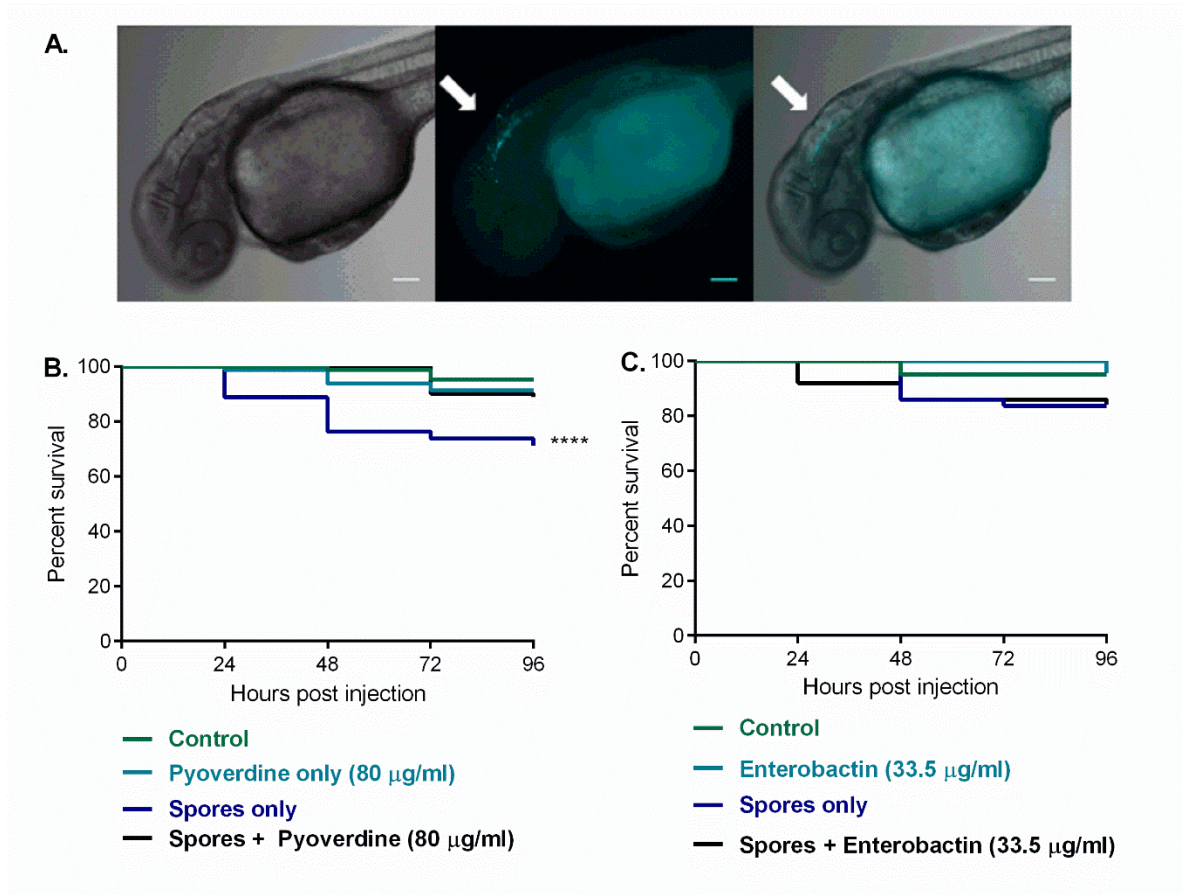 A.
B.
100
80
60
40
20
0
Percent survival
0 24 48 72 96
Hours post injection
****
Control
Pyoverdine only (80 μg/ml)
Spores only
Spores + Pyoverdine (80 μg/ml)
C.
100
80
60
40
20
0
Percent survival
0 24 48 72 96
Hours post injection
Control
Enterobactin (33.5 μg/ml)
Spores only
Spores + Enterobactin (33.5 μg/ml)